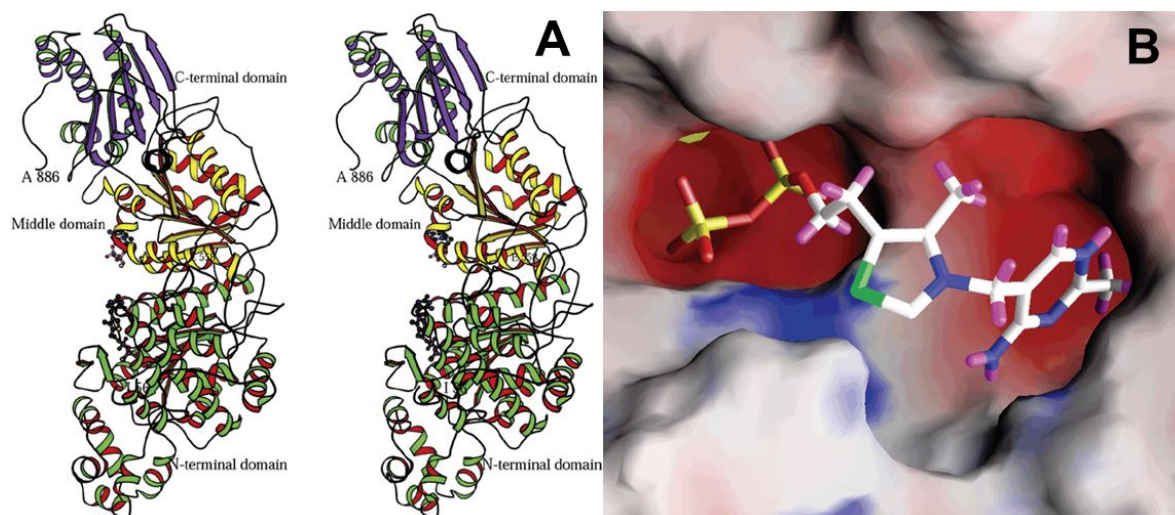 A
B
C-terminal domain
C-terminal domain
A 886
A 886
Middle domain
Middle domain
N-terminal domain
N-terminal domain